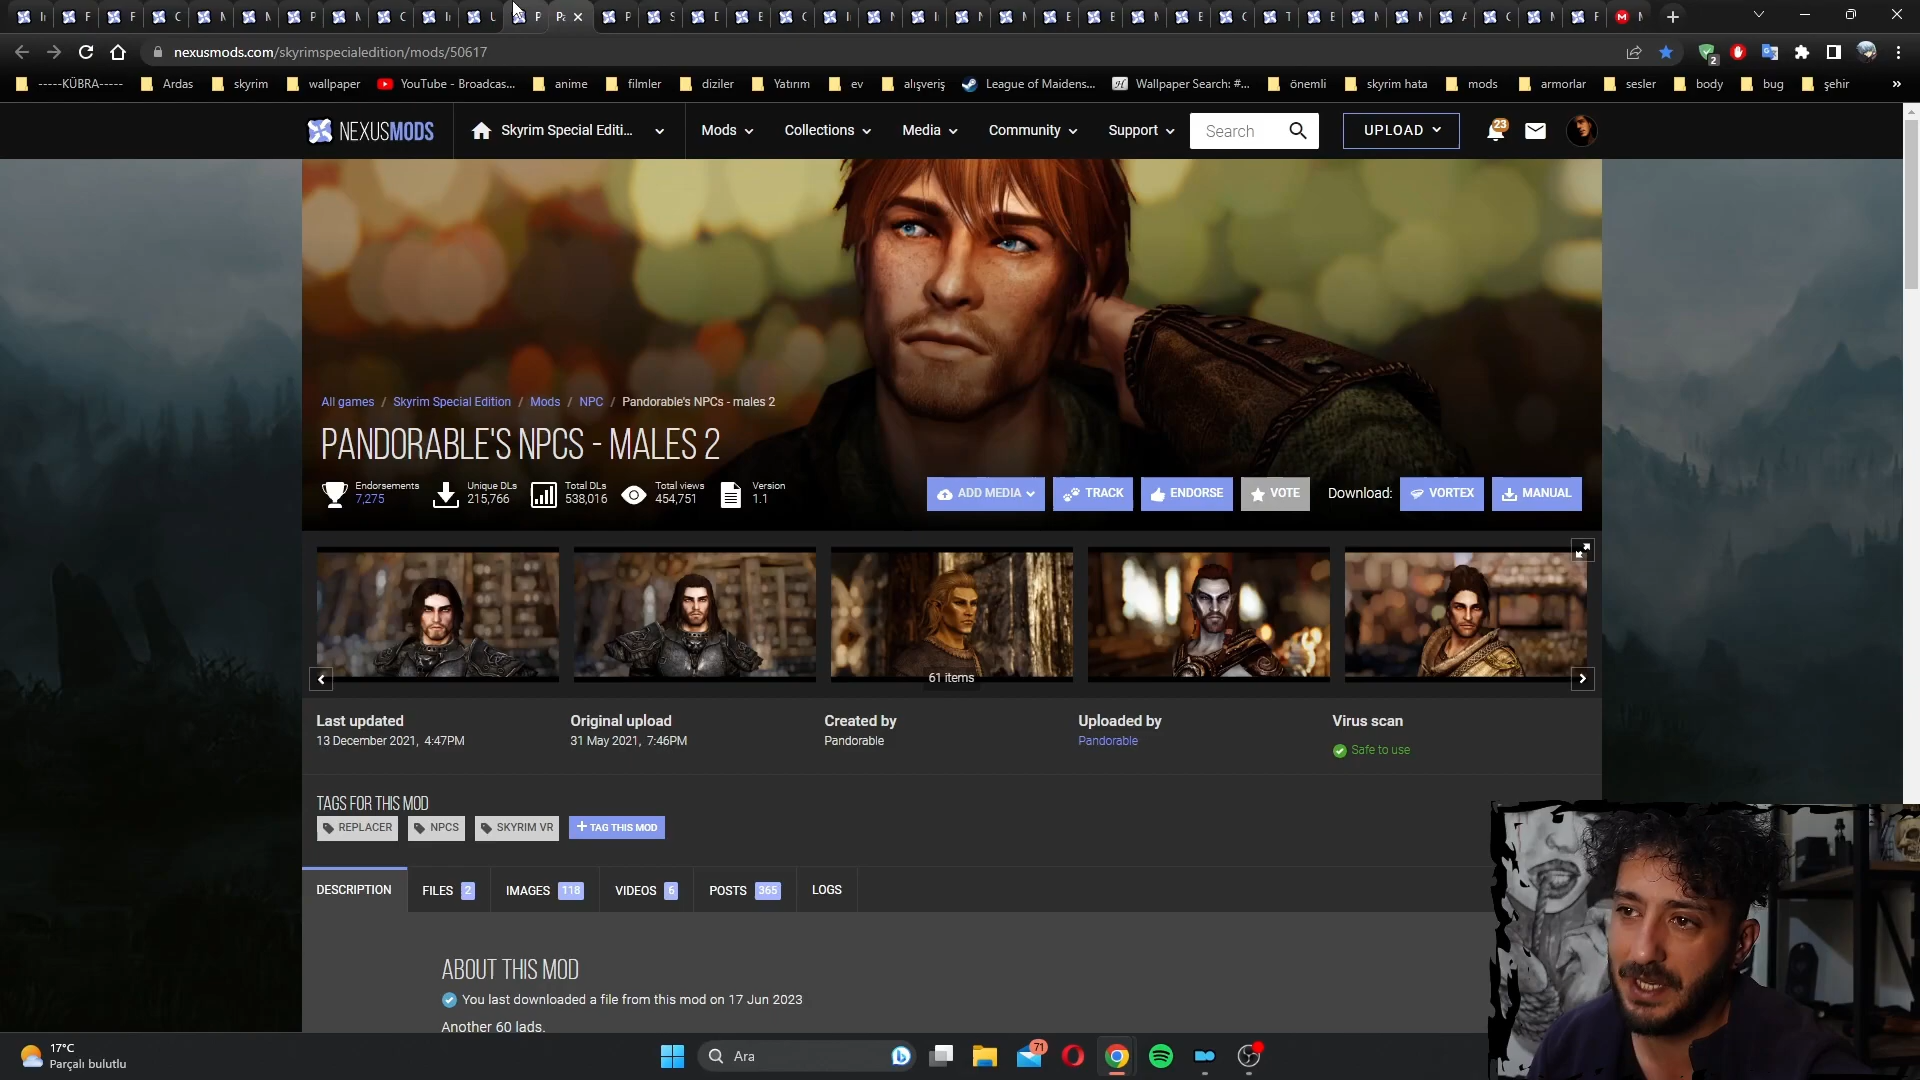 nexusmods.com/skyrimspecialedition/mods/50617
2
-----KÜBRA-----
Ardas
skyrim
wallpaper
YouTube - Broadcas...
anime
filmler
diziler
Yatırım
ev
alışveriş
League of Maidens...
Wallpaper Search: #...
önemli
skyrim hata
mods
armorlar
sesler
body
bug
şehir
»
NEXUSMODS
Skyrim Special Editi...
Mods
Collections
Media
Community
Support
Search
UPLOAD
23
All games / Skyrim Special Edition / Mods / NPC / Pandorable's NPCs - males 2
PANDORABLE'S NPCS - MALES 2
Endorsements
7,275
Unique DLs
215,766
Total DLs
538,016
Total views
454,751
Version
1.1
ADD MEDIA
TRACK
ENDORSE
VOTE
Download:
VORTEX
MANUAL
61 items
Last updated
13 December 2021, 4:47PM
Original upload
31 May 2021, 7:46PM
Created by
Pandorable
Uploaded by
Pandorable
Virus scan
Safe to use
TAGS FOR THIS MOD
REPLACER
NPCS
SKYRIM VR
+ TAG THIS MOD
DESCRIPTION
FILES 2
IMAGES 118
VIDEOS 6
POSTS 365
LOGS
ABOUT THIS MOD
You last downloaded a file from this mod on 17 Jun 2023
Another 60 lads.
17°C
Parçalı bulutlu
Ara
71